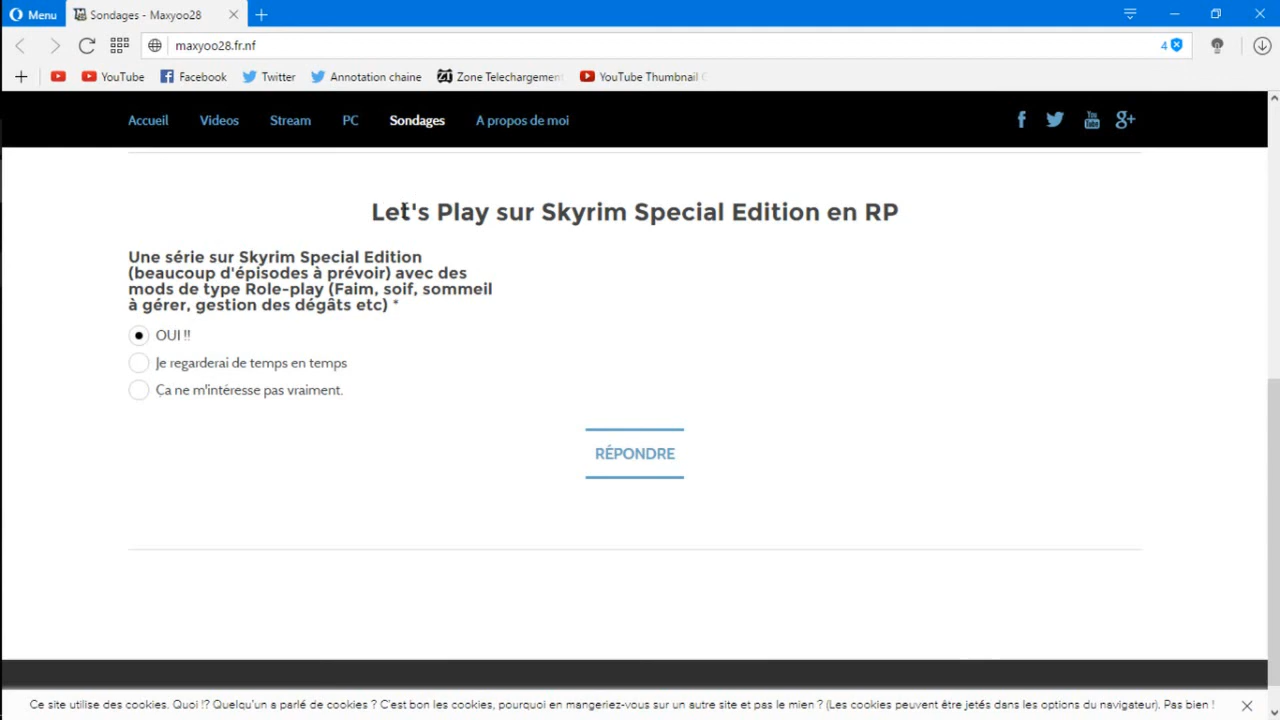 Menu
Sondages - Maxyoo28
maxyoo28.fr.nf
4
YouTube
Facebook
Twitter
Annotation chaine
Zone Telechargement
YouTube Thumbnail
Accueil
Videos
Stream
PC
Sondages
A propos de moi
You
Tube
g+
Let's Play sur Skyrim Special Edition en RP
Une série sur Skyrim Special Edition
(beaucoup d'épisodes à prévoir) avec des
mods de type Role-play (Faim, soif, sommeil
à gérer, gestion des dégâts etc) *
OUI !!
Je regarderai de temps en temps
Ça ne m'intéresse pas vraiment.
RÉPONDRE
Ce site utilise des cookies. Quoi !? Quelqu'un a parlé de cookies ? C'est bon les cookies, pourquoi en mangeriez-vous sur un autre site et pas le mien ? (Les cookies peuvent être jetés dans les options du navigateur). Pas bien !